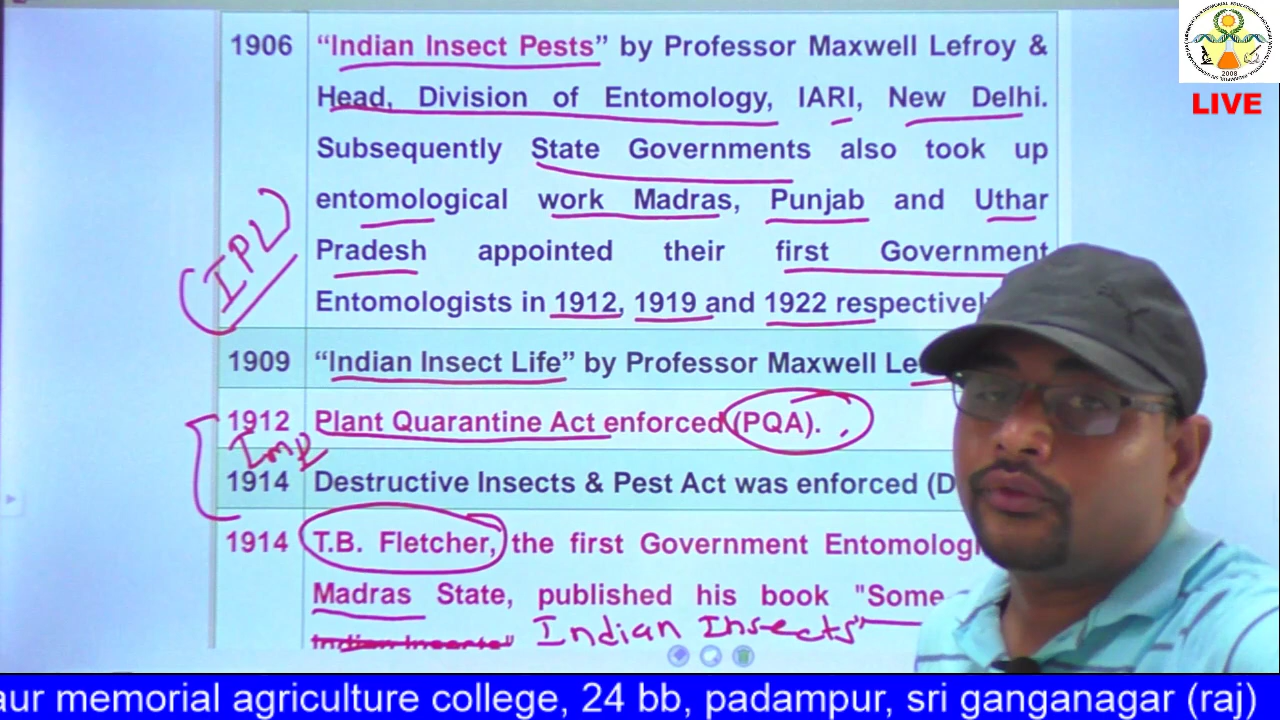 LIVE
1906 “Indian Insect Pests” by Professor Maxwell Lefroy &
Head, Division of Entomology, IARI, New Delhi.
Subsequently State Governments also took up
entomological work Madras, Punjab and Uthar
Pradesh appointed their first Government
Entomologists in 1912, 1919 and 1922
(IPL)
1909 “Indian Insect Life” by Professor Maxwell
1912 Plant Quarantine Act enforced (PQA).
Imp
1914 Destructive Insects & Pest Act was enforced
1914 T.B. Fletcher, the first Government
Madras State, published his book "Some
Indian Insects"
Indian Insects"
memorial agriculture college, 24 bb, padampur, sri ganganagar (raj)